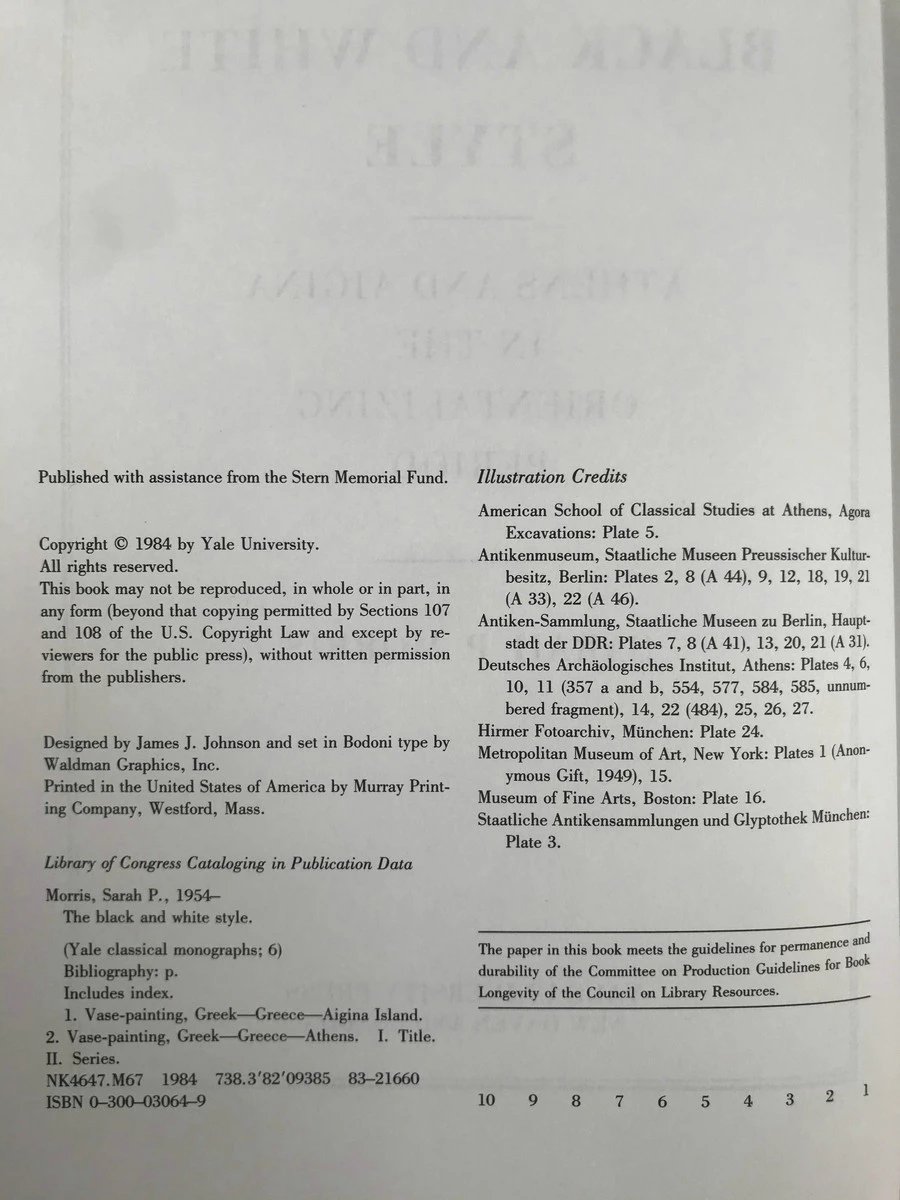 Published with assistance from the Stern Memorial Fund.
Copyright © 1984 by Yale University.
All rights reserved.
This book may not be reproduced, in whole or in part, in
any form (beyond that copying permitted by Sections 107
and 108 of the U.S. Copyright Law and except by re-
viewers for the public press), without written permission
from the publishers.
Designed by James J. Johnson and set in Bodoni type by
Waldman Graphics, Inc.
Printed in the United States of America by Murray Print-
ing Company, Westford, Mass.
Library of Congress Cataloging in Publication Data
Morris, Sarah P., 1954–
The black and white style.
(Yale classical monographs; 6)
Bibliography: p.
Includes index.
1. Vase-painting, Greek—Greece—Aigina Island.
2. Vase-painting, Greek—Greece—Athens. I. Title.
II. Series.
NK4647.M67 1984 738.3'82'09385 83–21660
ISBN 0–300–03064–9
Illustration Credits
American School of Classical Studies at Athens, Agora
Excavations: Plate 5.
Antikenmuseum, Staatliche Museen Preussischer Kultur-
besitz, Berlin: Plates 2, 8 (A 44), 9, 12, 18, 19, 21
(A 33), 22 (A 46).
Antiken-Sammlung, Staatliche Museen zu Berlin, Haupt-
stadt der DDR: Plates 7, 8 (A 41), 13, 20, 21 (A 31).
Deutsches Archäologisches Institut, Athens: Plates 4, 6,
10, 11 (357 a and b, 554, 577, 584, 585, unnum-
bered fragment), 14, 22 (484), 25, 26, 27.
Hirmer Fotoarchiv, München: Plate 24.
Metropolitan Museum of Art, New York: Plates 1 (Anon-
ymous Gift, 1949), 15.
Museum of Fine Arts, Boston: Plate 16.
Staatliche Antikensammlungen und Glyptothek München:
Plate 3.
The paper in this book meets the guidelines for permanence and
durability of the Committee on Production Guidelines for Book
Longevity of the Council on Library Resources.
10 9 8 7 6 5 4 3 2 1
BLACK AND WHITE
STYLE
ATHENS AND AIGINA
IN THE
ORIENTALIZING
PERIOD